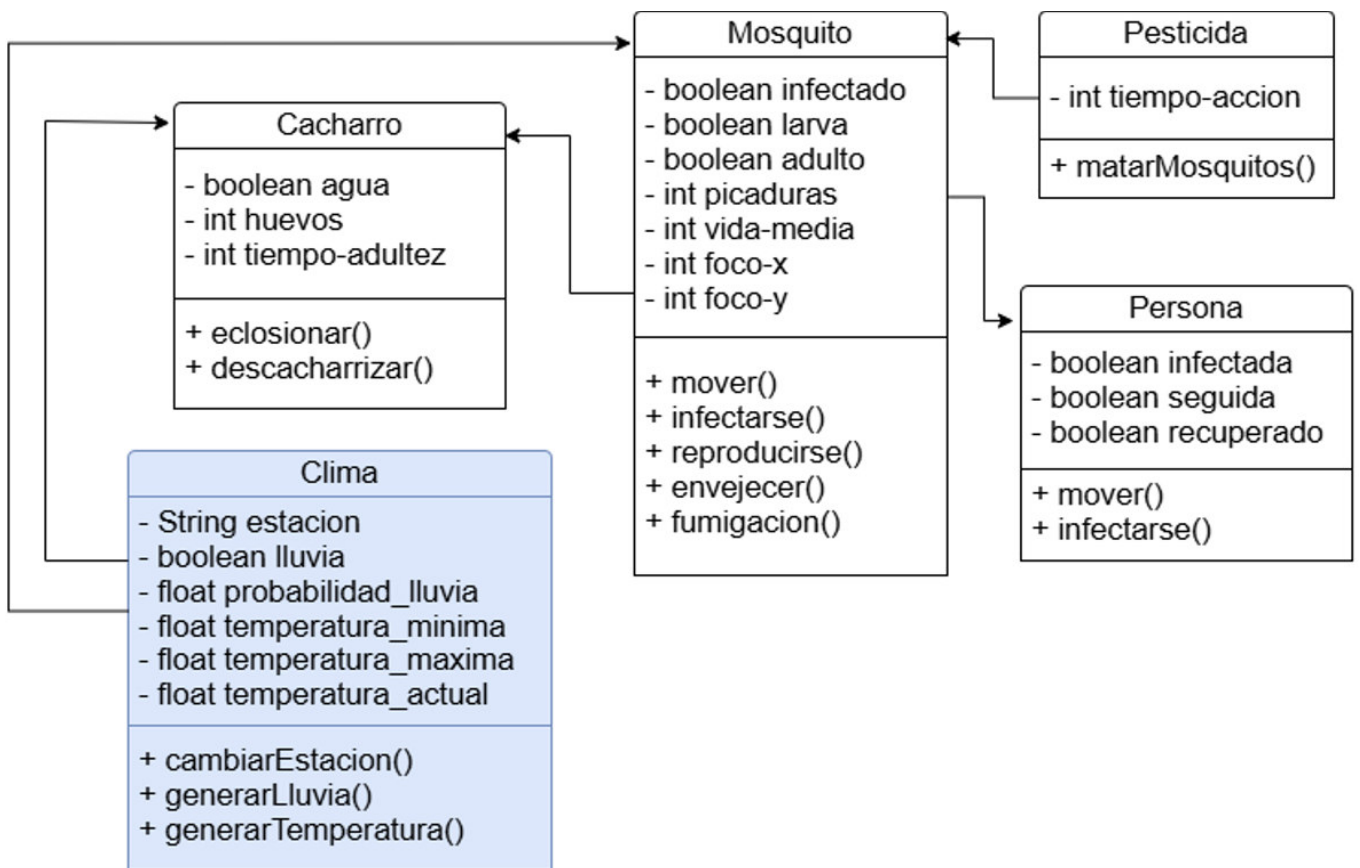 Mosquito
- boolean infectado
- boolean larva
- boolean adulto
- int picaduras
- int vida-media
- int foco-x
- int foco-y
+ mover()
+ infectarse()
+ reproducirse()
+ envejecer()
+ fumigacion()
Pesticida
- int tiempo-accion
+ matarMosquitos()
Cacharro
- boolean agua
- int huevos
- int tiempo-adultez
+ eclosionar()
+ descacharrizar()
Persona
- boolean infectada
- boolean seguida
- boolean recuperado
+ mover()
+ infectarse()
Clima
- String estacion
- boolean lluvia
- float probabilidad_lluvia
- float temperatura_minima
- float temperatura_maxima
- float temperatura_actual
+ cambiarEstacion()
+ generarLluvia()
+ generarTemperatura()